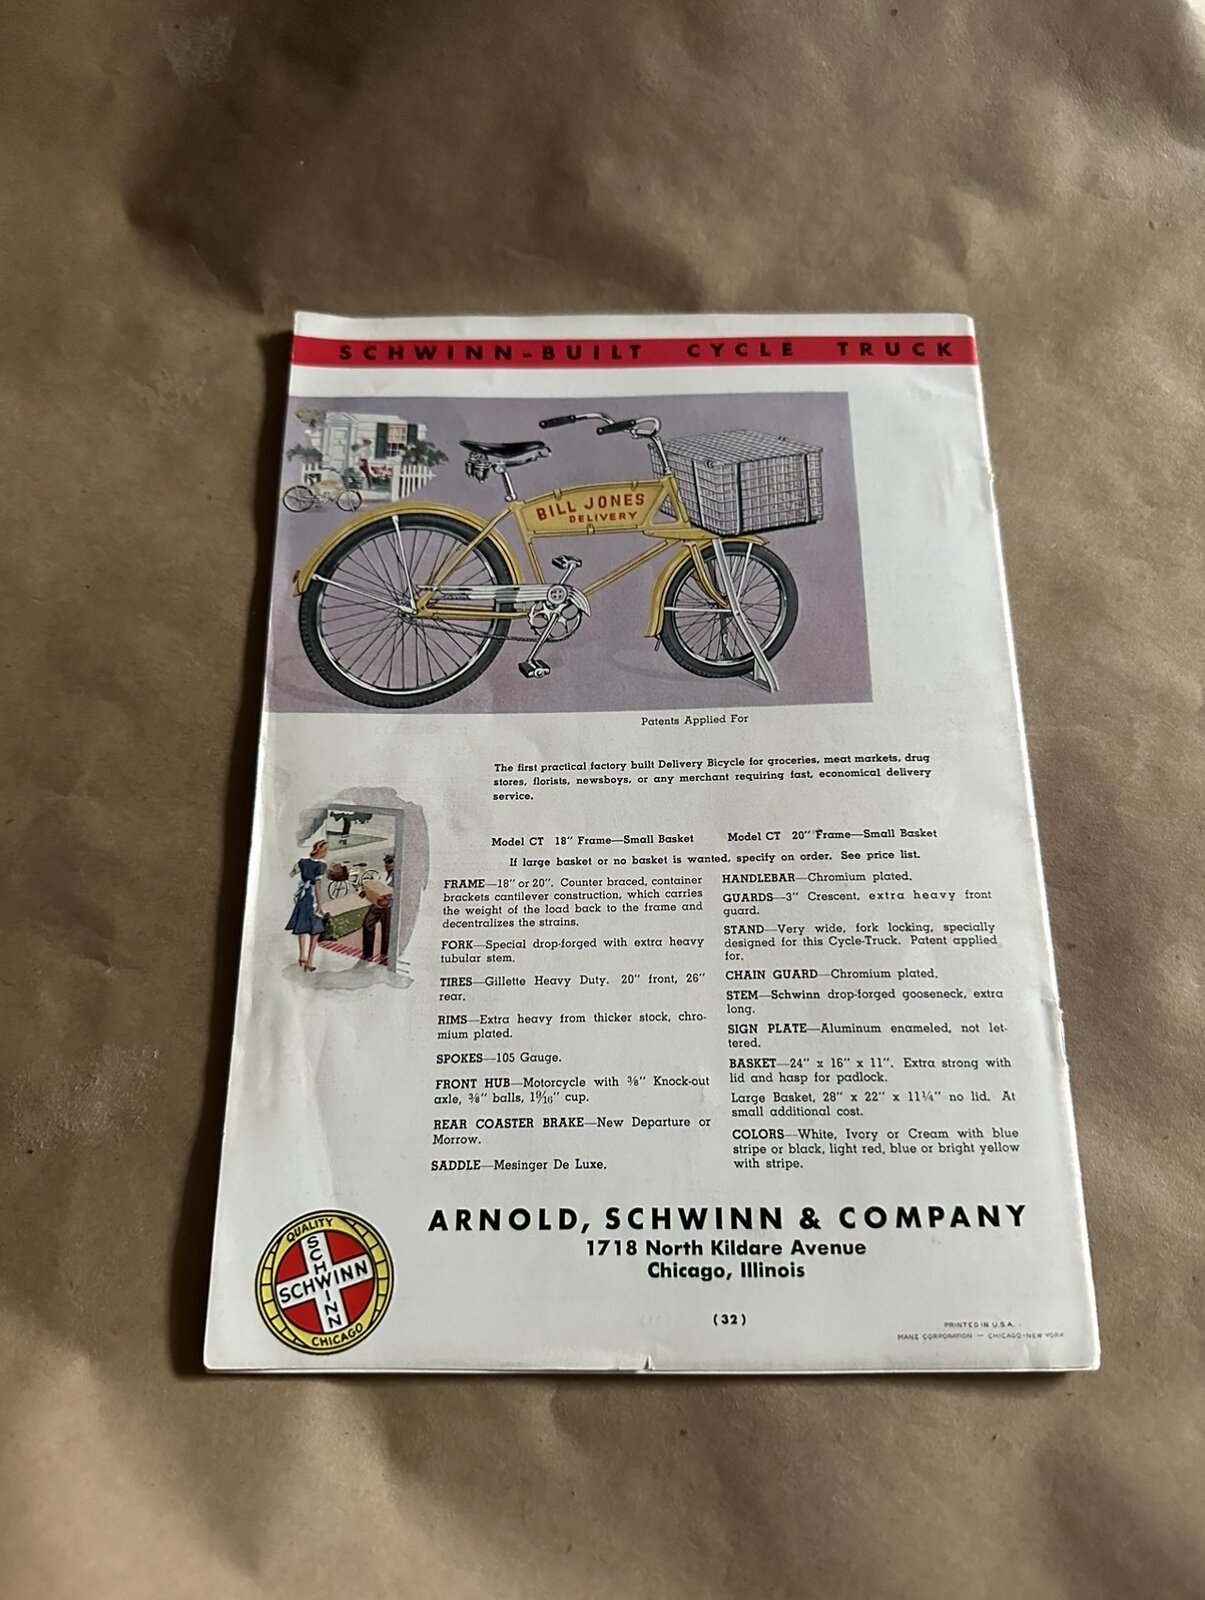 SCHWINN-BUILT CYCLE TRUCK
BILL JONES
DELIVERY
Patents Applied For
The first practical factory built Delivery Bicycle for groceries, meat markets, drug
stores, florists, newsboys, or any merchant requiring fast, economical delivery
service.
Model CT 18" Frame—Small Basket
Model CT 20" Frame—Small Basket
If large basket or no basket is wanted, specify on order. See price list.
FRAME—18" or 20". Counter braced, container
brackets cantilever construction, which carries
the weight of the load back to the frame and
decentralizes the strains.
FORK—Special drop-forged with extra heavy
tubular stem.
TIRES—Gillette Heavy Duty. 20" front, 26"
rear.
RIMS—Extra heavy from thicker stock, chro-
mium plated.
SPOKES—105 Gauge.
FRONT HUB—Motorcycle with ⅜" Knock-out
axle, ⅜" balls, 1⁹⁄₁₆" cup.
REAR COASTER BRAKE—New Departure or
Morrow.
SADDLE—Mesinger De Luxe.
HANDLEBAR—Chromium plated.
GUARDS—3" Crescent, extra heavy front
guard.
STAND—Very wide, fork locking, specially
designed for this Cycle-Truck. Patent applied
for.
CHAIN GUARD—Chromium plated.
STEM—Schwinn drop-forged gooseneck, extra
long.
SIGN PLATE—Aluminum enameled, not let-
tered.
BASKET—24" x 16" x 11". Extra strong with
lid and hasp for padlock.
Large Basket, 28" x 22" x 11¼" no lid. At
small additional cost.
COLORS—White, Ivory or Cream with blue
stripe or black, light red, blue or bright yellow
with stripe.
QUALITY
SCHWINN
SCHWINN
CHICAGO
ARNOLD, SCHWINN & COMPANY
1718 North Kildare Avenue
Chicago, Illinois
(32)
PRINTED IN U.S.A.
MANZ CORPORATION — CHICAGO-NEW YORK